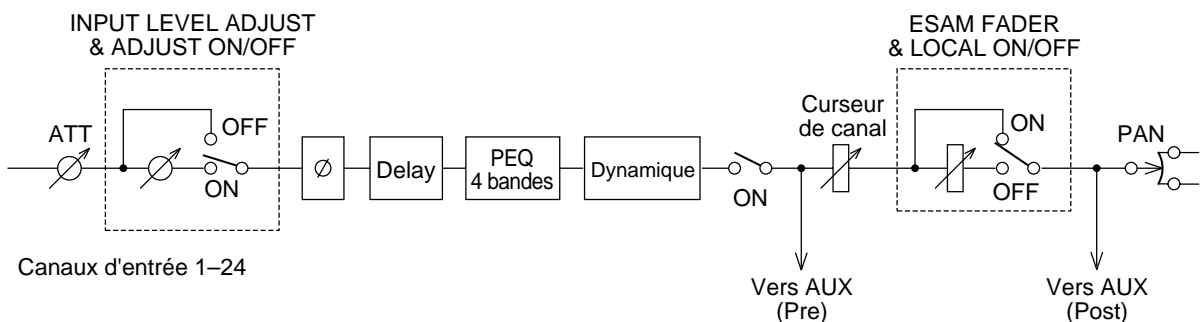 INPUT LEVEL ADJUST
& ADJUST ON/OFF
ESAM FADER
& LOCAL ON/OFF
ATT
OFF
ON
Ø
Delay
PEQ
4 bandes
Dynamique
ON
Curseur
de canal
ON
OFF
PAN
Canaux d'entrée 1–24
Vers AUX
(Pre)
Vers AUX
(Post)